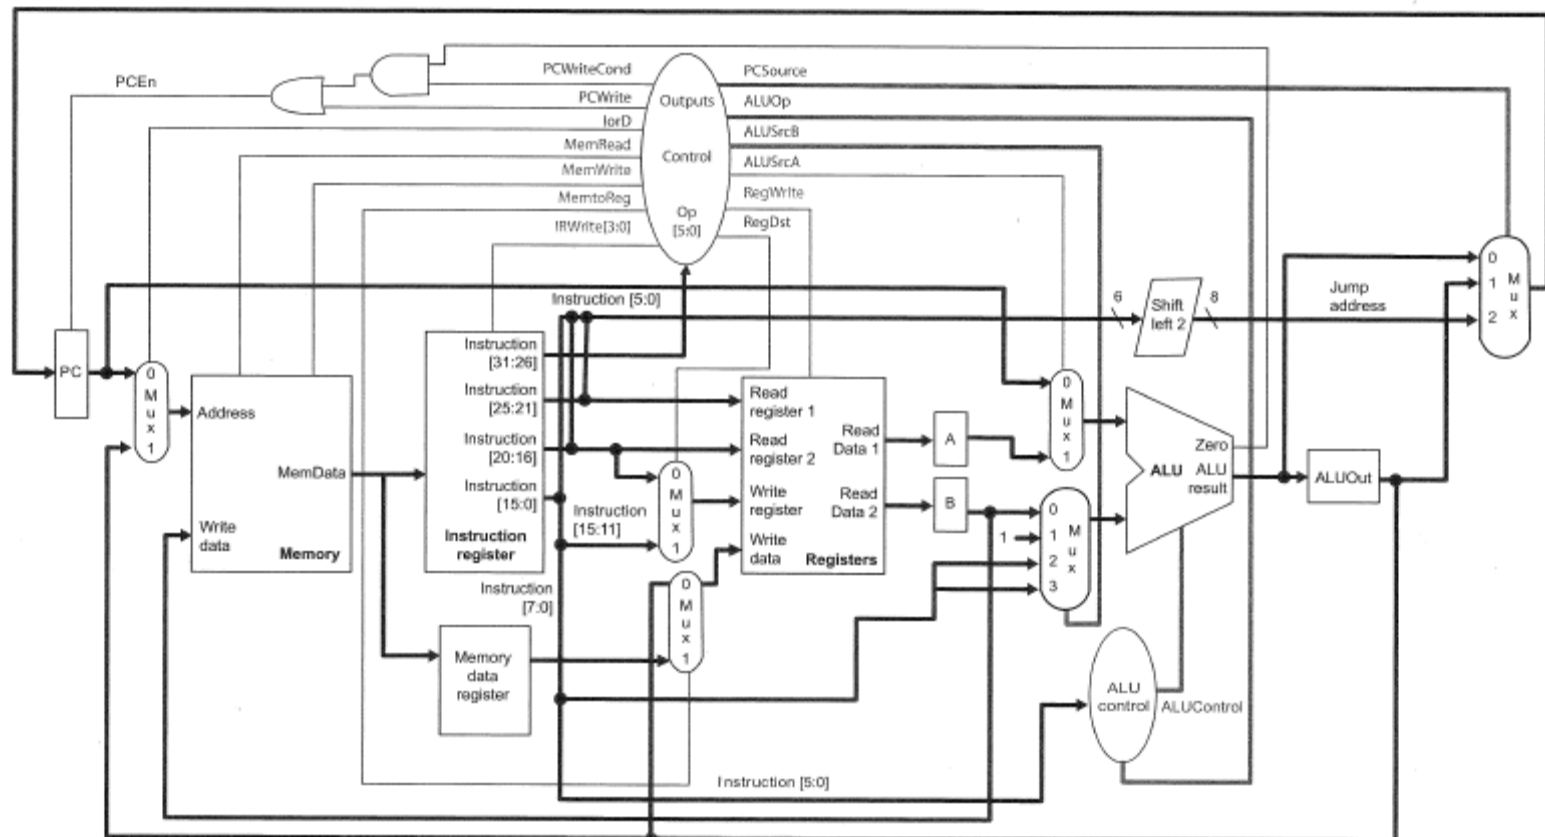 PCEn
PCWriteCond
PCWrite
IorD
MemRead
MemWrite
MemtoReg
IRWrite[3:0]
Outputs
Control
Op
[5:0]
PCSource
ALUOp
ALUSrcB
ALUSrcA
RegWrite
RegDst
PC
0
M
u
x
1
Address
MemData
Write
data
Memory
Instruction [5:0]
Instruction
[31:26]
Instruction
[25:21]
Instruction
[20:16]
Instruction
[15:0]
Instruction
register
Instruction
[15:11]
Instruction
[7:0]
Memory
data
register
0
M
u
x
1
0
M
u
x
1
Read
register 1
Read
register 2
Write
register
Write
data
Read
Data 1
Read
Data 2
Registers
A
B
0
M
u
x
1
1
0
1
2
3
M
u
x
6
Shift
left 2
8
Jump
address
Zero
ALU
ALU
result
ALUOut
0
1
2
M
u
x
ALU
control
ALUControl
Instruction [5:0]